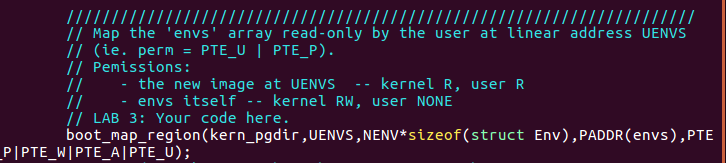 //////////////////////////////////////////////////////////////////////
// Map the 'envs' array read-only by the user at linear address UENVS
// (ie. perm = PTE_U | PTE_P).
// Pemissions:
//    - the new image at UENVS  -- kernel R, user R
//    - envs itself -- kernel RW, user NONE
// LAB 3: Your code here.
boot_map_region(kern_pgdir,UENVS,NENV*sizeof(struct Env),PADDR(envs),PTE
_P|PTE_W|PTE_A|PTE_U);